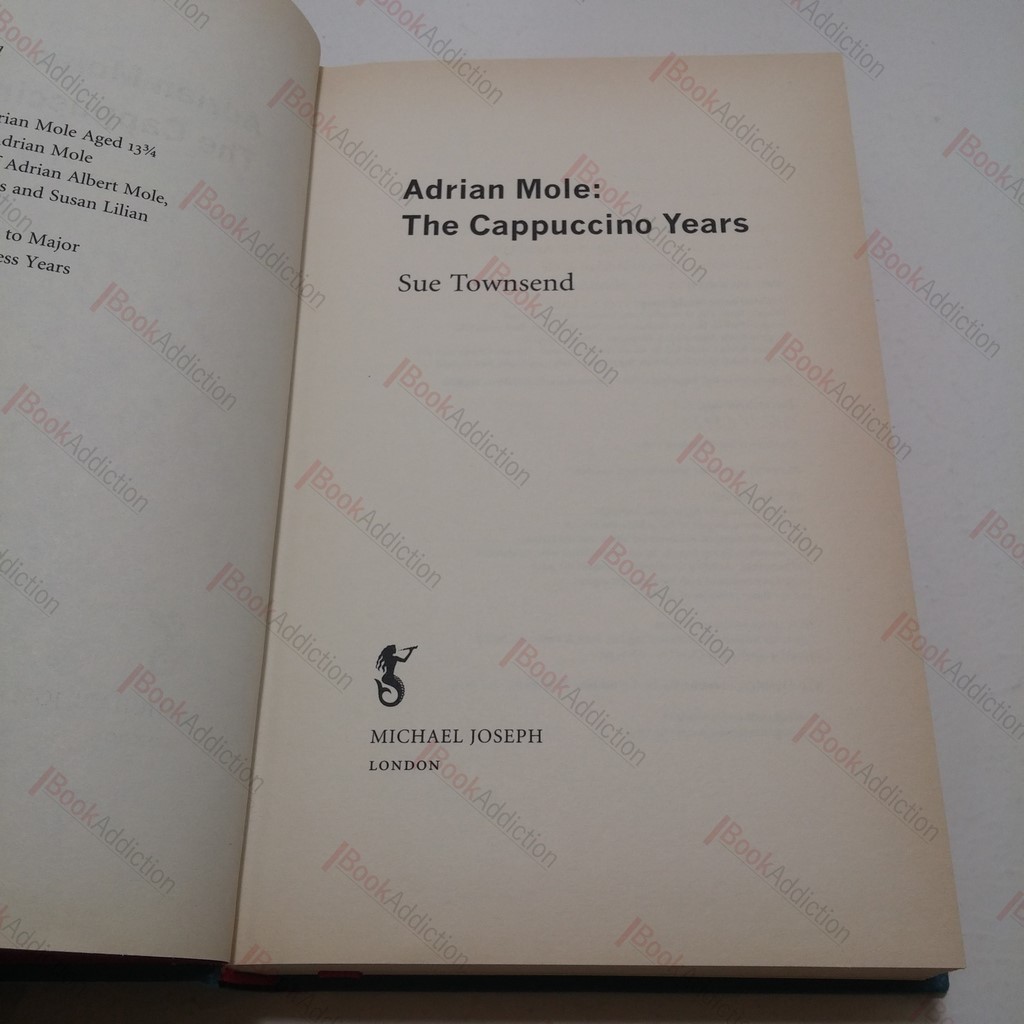 rian Mole Aged 13¾
drian Mole
Adrian Albert Mole,
s and Susan Lilian
to Major
ess Years
Adrian Mole:
The Cappuccino Years
Sue Townsend
MICHAEL JOSEPH
LONDON
BookAddiction